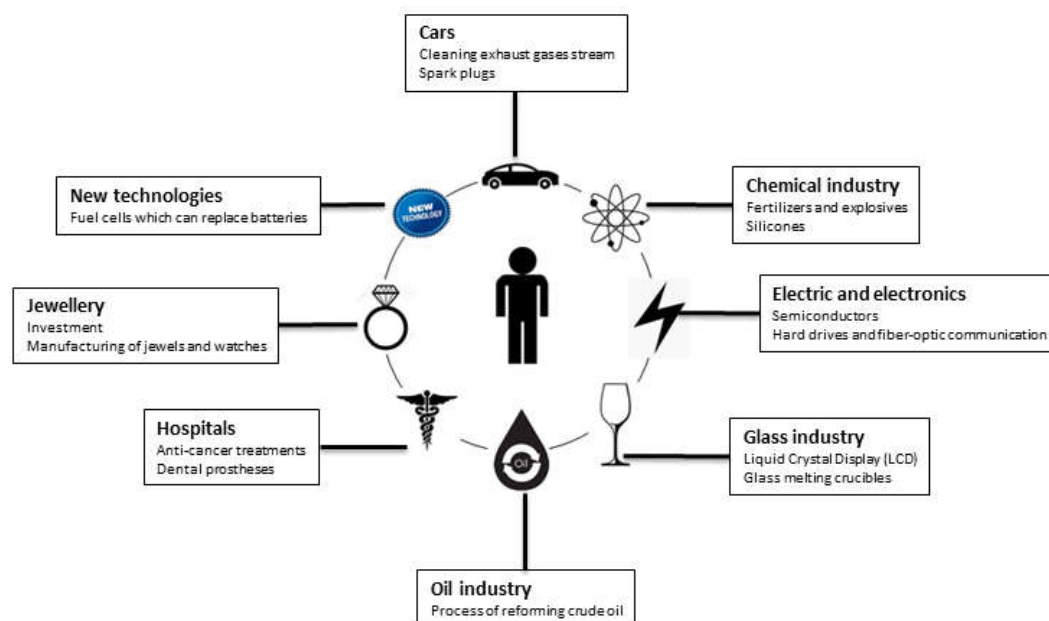 Cars
Cleaning exhaust gases stream
Spark plugs
New technologies
Fuel cells which can replace batteries
NEW
TECHNOLOGY
Chemical industry
Fertilizers and explosives
Silicones
Jewellery
Investment
Manufacturing of jewels and watches
Electric and electronics
Semiconductors
Hard drives and fiber-optic communication
Hospitals
Anti-cancer treatments
Dental prostheses
Oil
Glass industry
Liquid Crystal Display (LCD)
Glass melting crucibles
Oil industry
Process of reforming crude oil